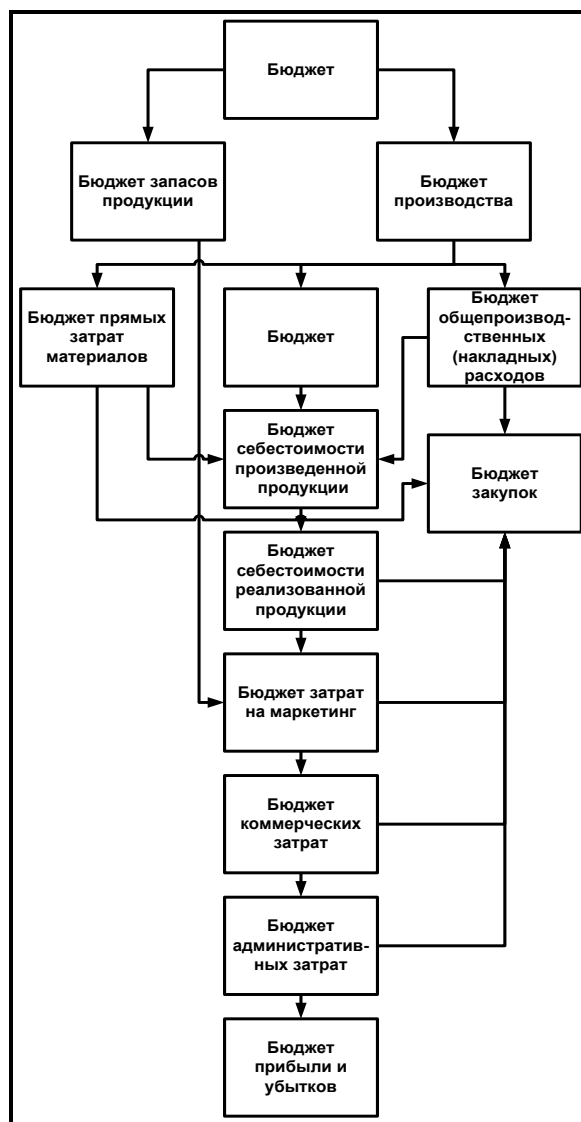 Бюджет
Бюджет запасов
продукции
Бюджет
производства
Бюджет прямых
затрат
материалов
Бюджет
Бюджет
общепроизвод-
ственных
(накладных)
расходов
Бюджет
себестоимости
произведенной
продукции
Бюджет
закупок
Бюджет
себестоимости
реализованной
продукции
Бюджет затрат
на маркетинг
Бюджет
коммерческих
затрат
Бюджет
административ-
ных затрат
Бюджет
прибыли и
убытков